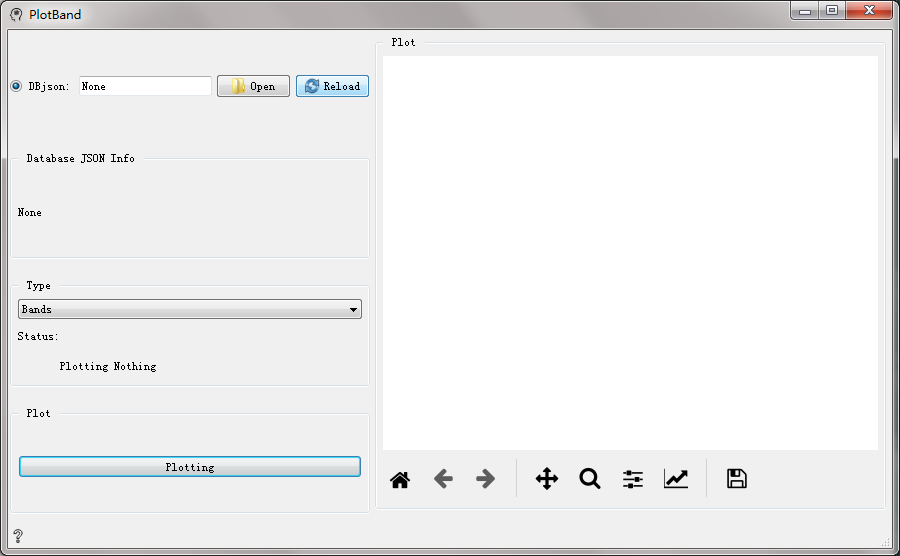 PlotBand
DBjson: None Open Reload
Database JSON Info
None
Type
Bands
Status:
Plotting Nothing
Plot
Plotting
Plot